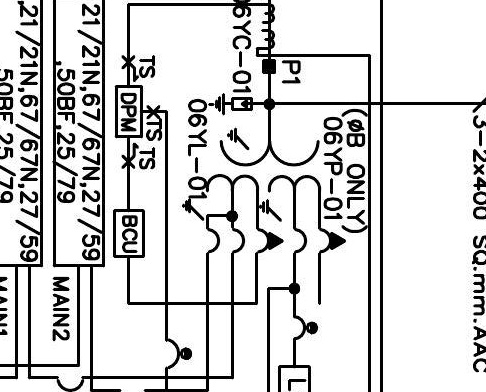 06YC-01
P1
3-2x400 SQ.mm.AAC
(ØB ONLY)
06YP-01
06YL-01
TS
DPM
TS
TS
BCU
21/21N,67/67N,27/59
,50BF,25/79
MAIN2
,21/21N,67/67N,27/59
,50BF,25/79
MAIN1
L